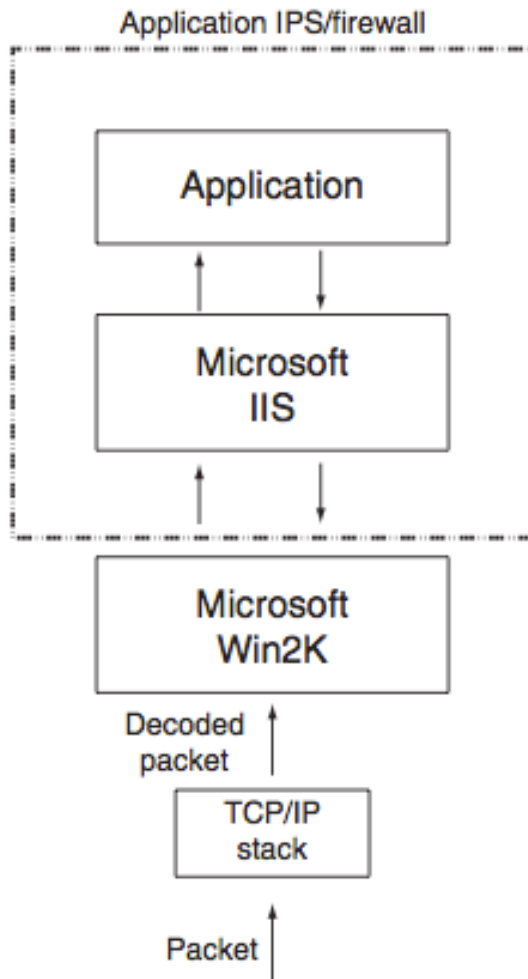 Application IPS/firewall
Application
Microsoft
IIS
Microsoft
Win2K
Decoded
packet
TCP/IP
stack
Packet